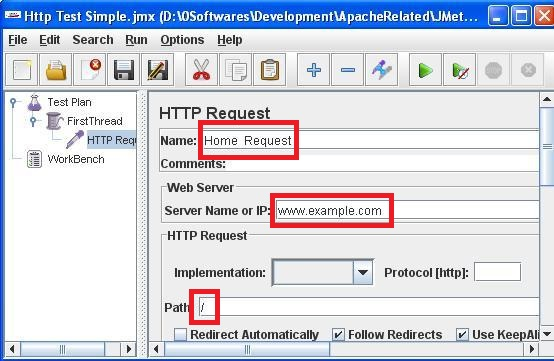 Http Test Simple.jmx (D:\0Softwares\Development\ApacheRelated\JMet
File Edit Search Run Options Help
Test Plan
FirstThread
HTTP Req
WorkBench
HTTP Request
Name: Home Request
Comments:
Web Server
Server Name or IP: www.example.com
HTTP Request
Implementation: Protocol [http]:
Path: /
Redirect Automatically Follow Redirects Use KeepAli